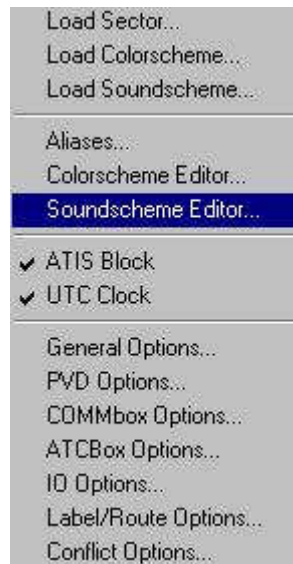 Load Sector...
Load Colorscheme...
Load Soundscheme...
Aliases...
Colorscheme Editor...
Soundscheme Editor...
ATIS Block
UTC Clock
General Options...
PVD Options...
COMMbox Options...
ATCBox Options...
IO Options...
Label/Route Options...
Conflict Options...